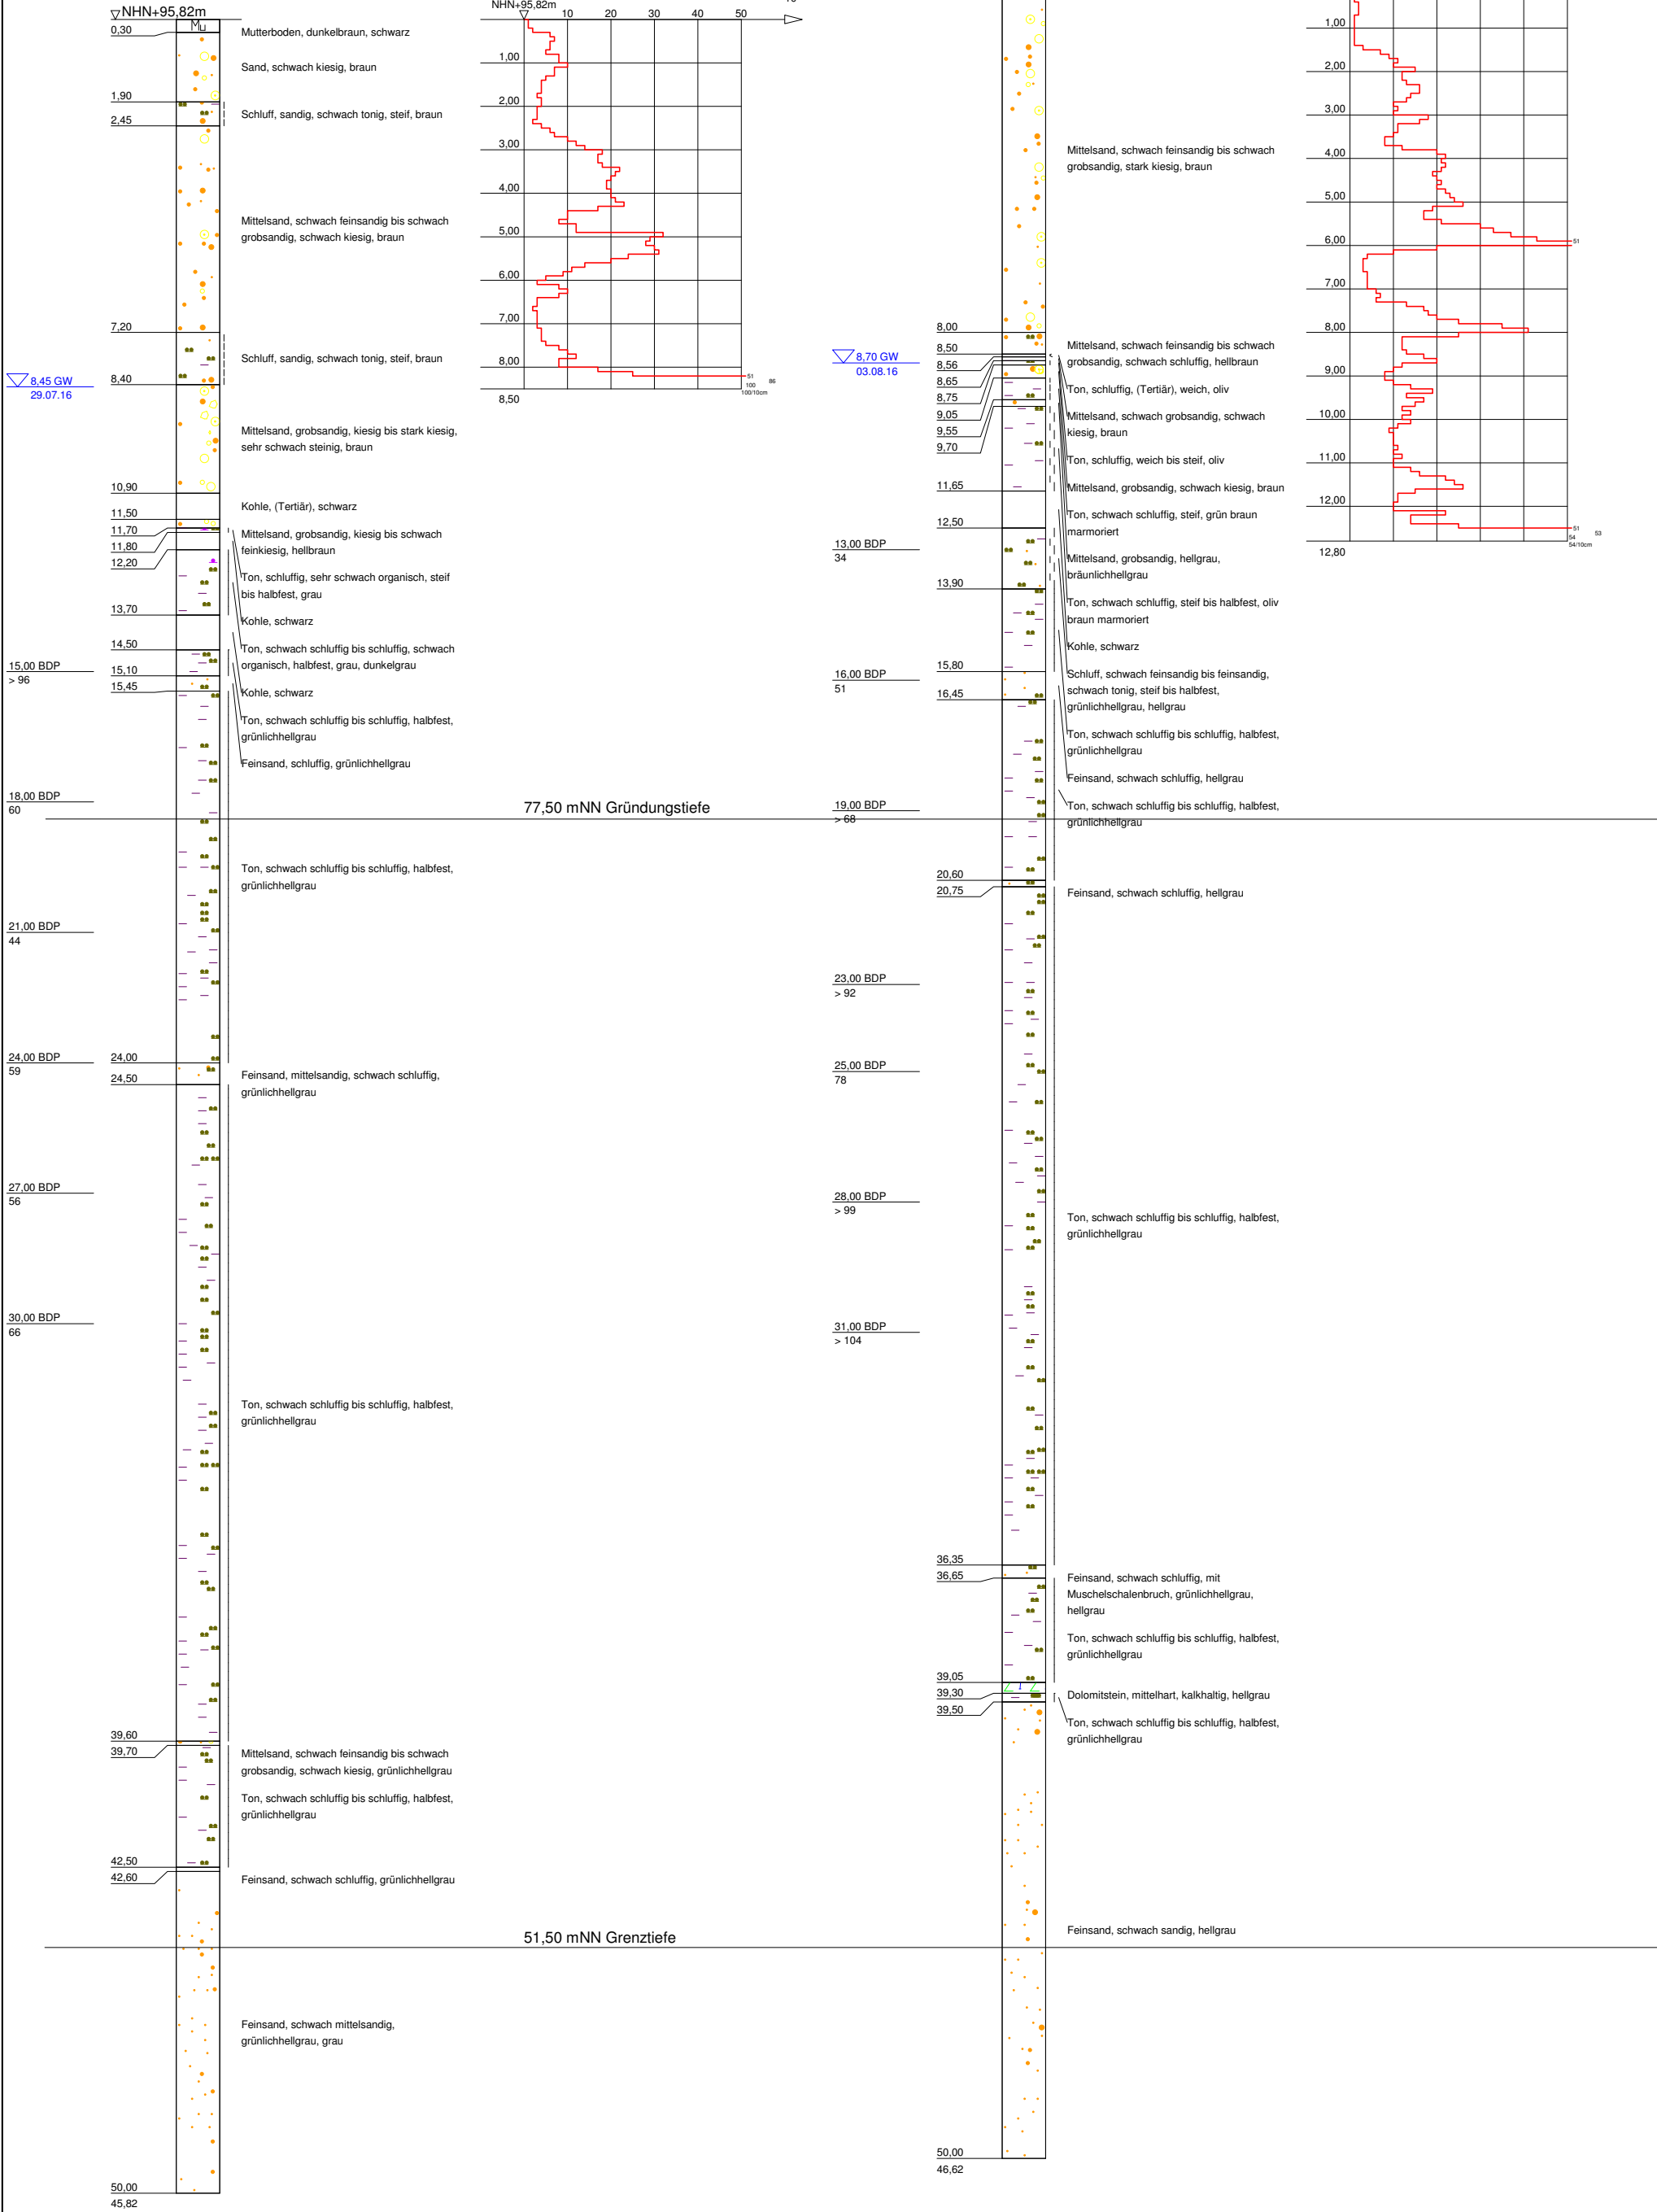 NHN+95,82m
Mu
0,30
Mutterboden, dunkelbraun, schwarz
Sand, schwach kiesig, braun
1,90
2,45
Schluff, sandig, schwach tonig, steif, braun
Mittelsand, schwach feinsandig bis schwach
grobsandig, schwach kiesig, braun
7,20
Schluff, sandig, schwach tonig, steif, braun
8,45 GW
29.07.16
8,40
Mittelsand, grobsandig, kiesig bis stark kiesig,
sehr schwach steinig, braun
10,90
Kohle, (Tertiär), schwarz
11,50
11,70
11,80
12,20
Mittelsand, grobsandig, kiesig bis schwach
feinkiesig, hellbraun
Ton, schluffig, sehr schwach organisch, steif
bis halbfest, grau
13,70
Kohle, schwarz
14,50
Ton, schwach schluffig bis schluffig, schwach
organisch, halbfest, grau, dunkelgrau
15,00 BDP
> 96
15,10
15,45
Kohle, schwarz
Ton, schwach schluffig bis schluffig, halbfest,
grünlichhellgrau
Feinsand, schluffig, grünlichhellgrau
18,00 BDP
60
77,50 mNN Gründungstiefe
Ton, schwach schluffig bis schluffig, halbfest,
grünlichhellgrau
21,00 BDP
44
24,00 BDP
59
24,00
24,50
Feinsand, mittelsandig, schwach schluffig,
grünlichhellgrau
27,00 BDP
56
30,00 BDP
66
Ton, schwach schluffig bis schluffig, halbfest,
grünlichhellgrau
39,60
39,70
Mittelsand, schwach feinsandig bis schwach
grobsandig, schwach kiesig, grünlichhellgrau
Ton, schwach schluffig bis schluffig, halbfest,
grünlichhellgrau
42,50
42,60
Feinsand, schwach schluffig, grünlichhellgrau
51,50 mNN Grenztiefe
Feinsand, schwach mittelsandig,
grünlichhellgrau, grau
50,00
45,82
NHN+95,82m
10 20 30 40 50
1,00
2,00
3,00
4,00
5,00
6,00
7,00
8,00
8,50
51
100
86
100/10cm
Mittelsand, schwach feinsandig bis schwach
grobsandig, stark kiesig, braun
8,00
8,50
8,56
8,65
8,75
9,05
9,55
9,70
8,70 GW
03.08.16
Mittelsand, schwach feinsandig bis schwach
grobsandig, schwach schluffig, hellbraun
Ton, schluffig, (Tertiär), weich, oliv
Mittelsand, schwach grobsandig, schwach
kiesig, braun
Ton, schluffig, weich bis steif, oliv
11,65
Mittelsand, grobsandig, schwach kiesig, braun
Ton, schwach schluffig, steif, grün braun
marmoriert
12,50
13,00 BDP
34
Mittelsand, grobsandig, hellgrau,
bräunlichhellgrau
13,90
Ton, schwach schluffig, steif bis halbfest, oliv
braun marmoriert
Kohle, schwarz
15,80
16,00 BDP
51
16,45
Schluff, schwach feinsandig bis feinsandig,
schwach tonig, steif bis halbfest,
grünlichhellgrau, hellgrau
Ton, schwach schluffig bis schluffig, halbfest,
grünlichhellgrau
Feinsand, schwach schluffig, hellgrau
19,00 BDP
> 68
Ton, schwach schluffig bis schluffig, halbfest,
grünlichhellgrau
20,60
20,75
Feinsand, schwach schluffig, hellgrau
23,00 BDP
> 92
25,00 BDP
78
28,00 BDP
> 99
Ton, schwach schluffig bis schluffig, halbfest,
grünlichhellgrau
31,00 BDP
> 104
36,35
36,65
Feinsand, schwach schluffig, mit
Muschelschalenbruch, grünlichhellgrau,
hellgrau
Ton, schwach schluffig bis schluffig, halbfest,
grünlichhellgrau
39,05
39,30
39,50
Dolomitstein, mittelhart, kalkhaltig, hellgrau
Ton, schwach schluffig bis schluffig, halbfest,
grünlichhellgrau
Feinsand, schwach sandig, hellgrau
50,00
46,62
1,00
2,00
3,00
4,00
5,00
6,00
51
7,00
8,00
9,00
10,00
11,00
12,00
12,80
51
54
53
54/10cm